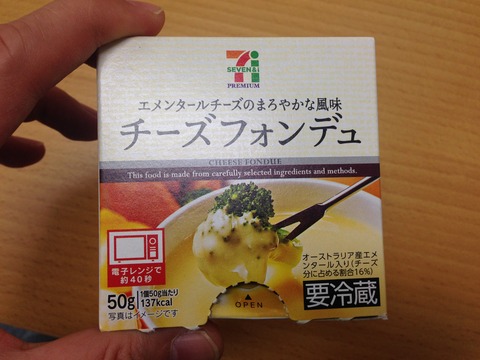 7i
SEVEN&i
PREMIUM
エメンタールチーズのまろやかな風味
チーズフォンデュ
CHEESE FONDUE
This food is made from carefully selected ingredients and methods.
電子レンジで
約40秒
50g
1個50g当たり
137kcal
写真はイメージです
OPEN
オーストラリア産エメ
ンタール入り(チーズ
分に占める割合16%)
要冷蔵